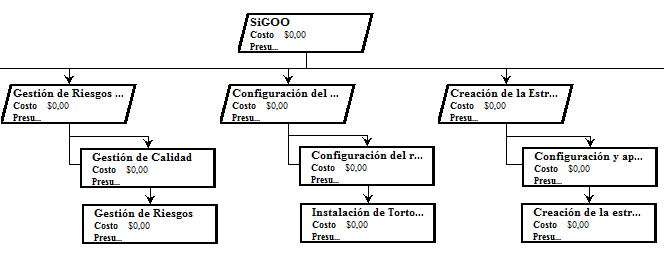 SiGOO
Costo $0,00
Presu...
Gestión de Riesgos ...
Costo $0,00
Presu...
Configuración del ...
Costo $0,00
Presu...
Creación de la Estr...
Costo $0,00
Presu...
Gestión de Calidad
Costo $0,00
Presu...
Configuración del r...
Costo $0,00
Presu...
Configuración y ap...
Costo $0,00
Presu...
Gestión de Riesgos
Costo $0,00
Presu...
Instalación de Torto...
Costo $0,00
Presu...
Creación de la estr...
Costo $0,00
Presu...